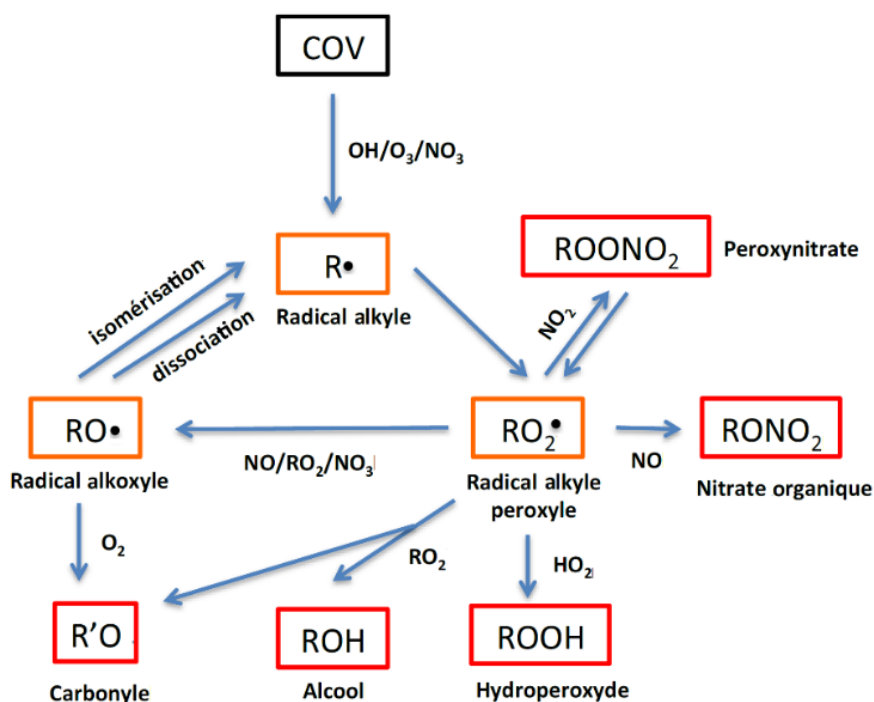 COV
OH/O₃/NO₃
R•
Radical alkyle
isomérisation
dissociation
ROONO₂
Peroxynitrate
NO₂
RO•
Radical alkoxyle
NO/RO₂/NO₃
RO₂•
Radical alkyle
peroxyle
NO
RONO₂
Nitrate organique
O₂
RO₂
HO₂
R’O
Carbonyle
ROH
Alcool
ROOH
Hydroperoxyde